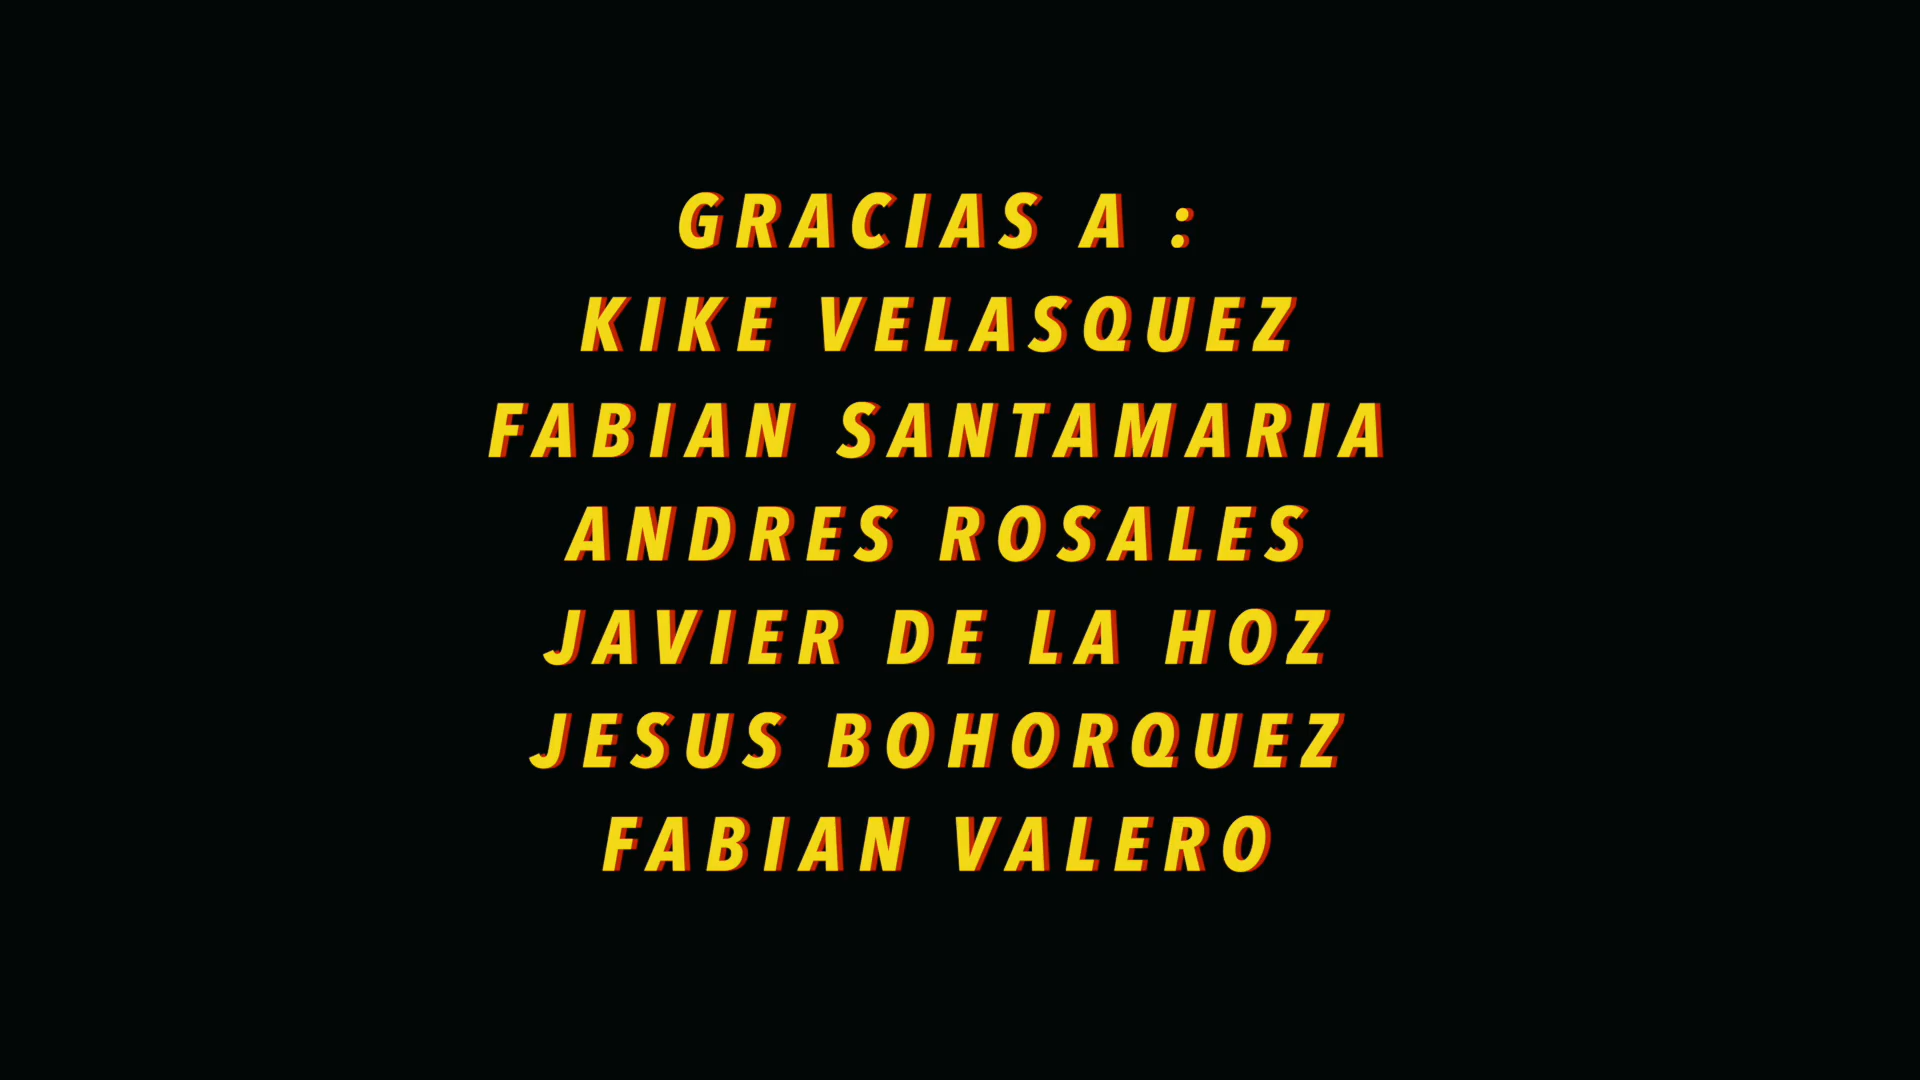 GRACIAS A :
KIKE VELASQUEZ
FABIAN SANTAMARIA
ANDRES ROSALES
JAVIER DE LA HOZ
JESUS BOHORQUEZ
FABIAN VALERO